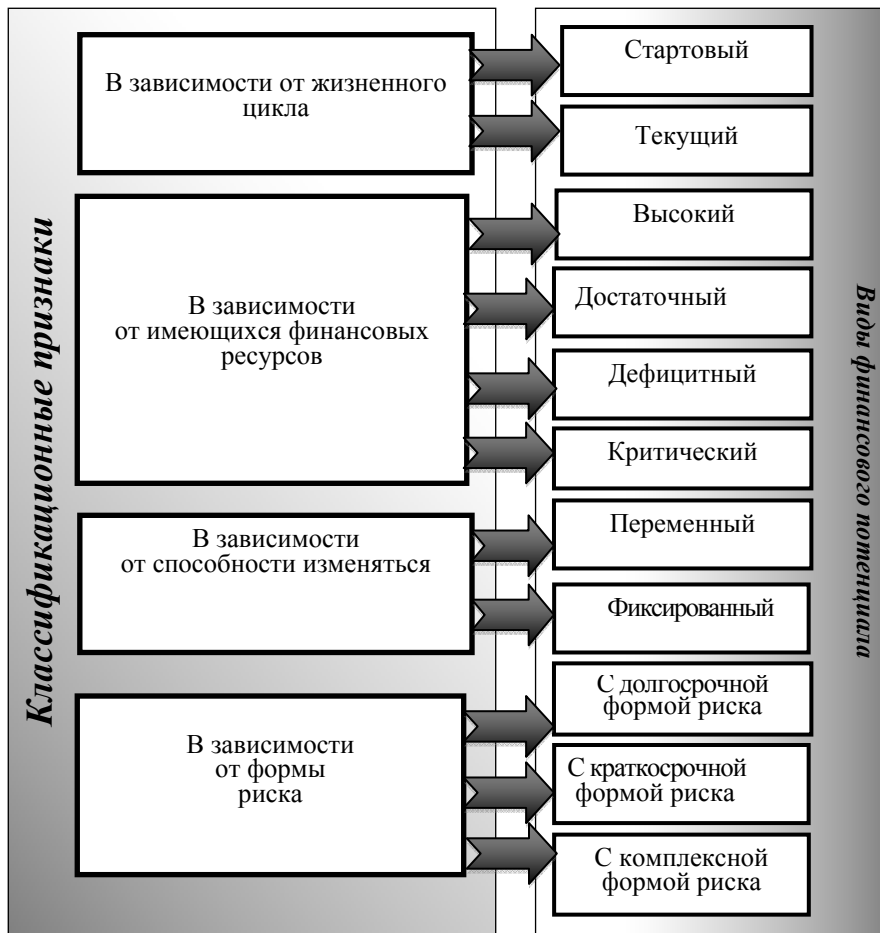 Классификационные признаки
В зависимости от жизненного
цикла
Стартовый
Текущий
В зависимости
от имеющихся финансовых
ресурсов
Высокий
Достаточный
Дефицитный
Критический
В зависимости
от способности изменяться
Переменный
Фиксированный
В зависимости
от формы
риска
С долгосрочной
формой риска
С краткосрочной
формой риска
С комплексной
формой риска
Виды финансового потенциала